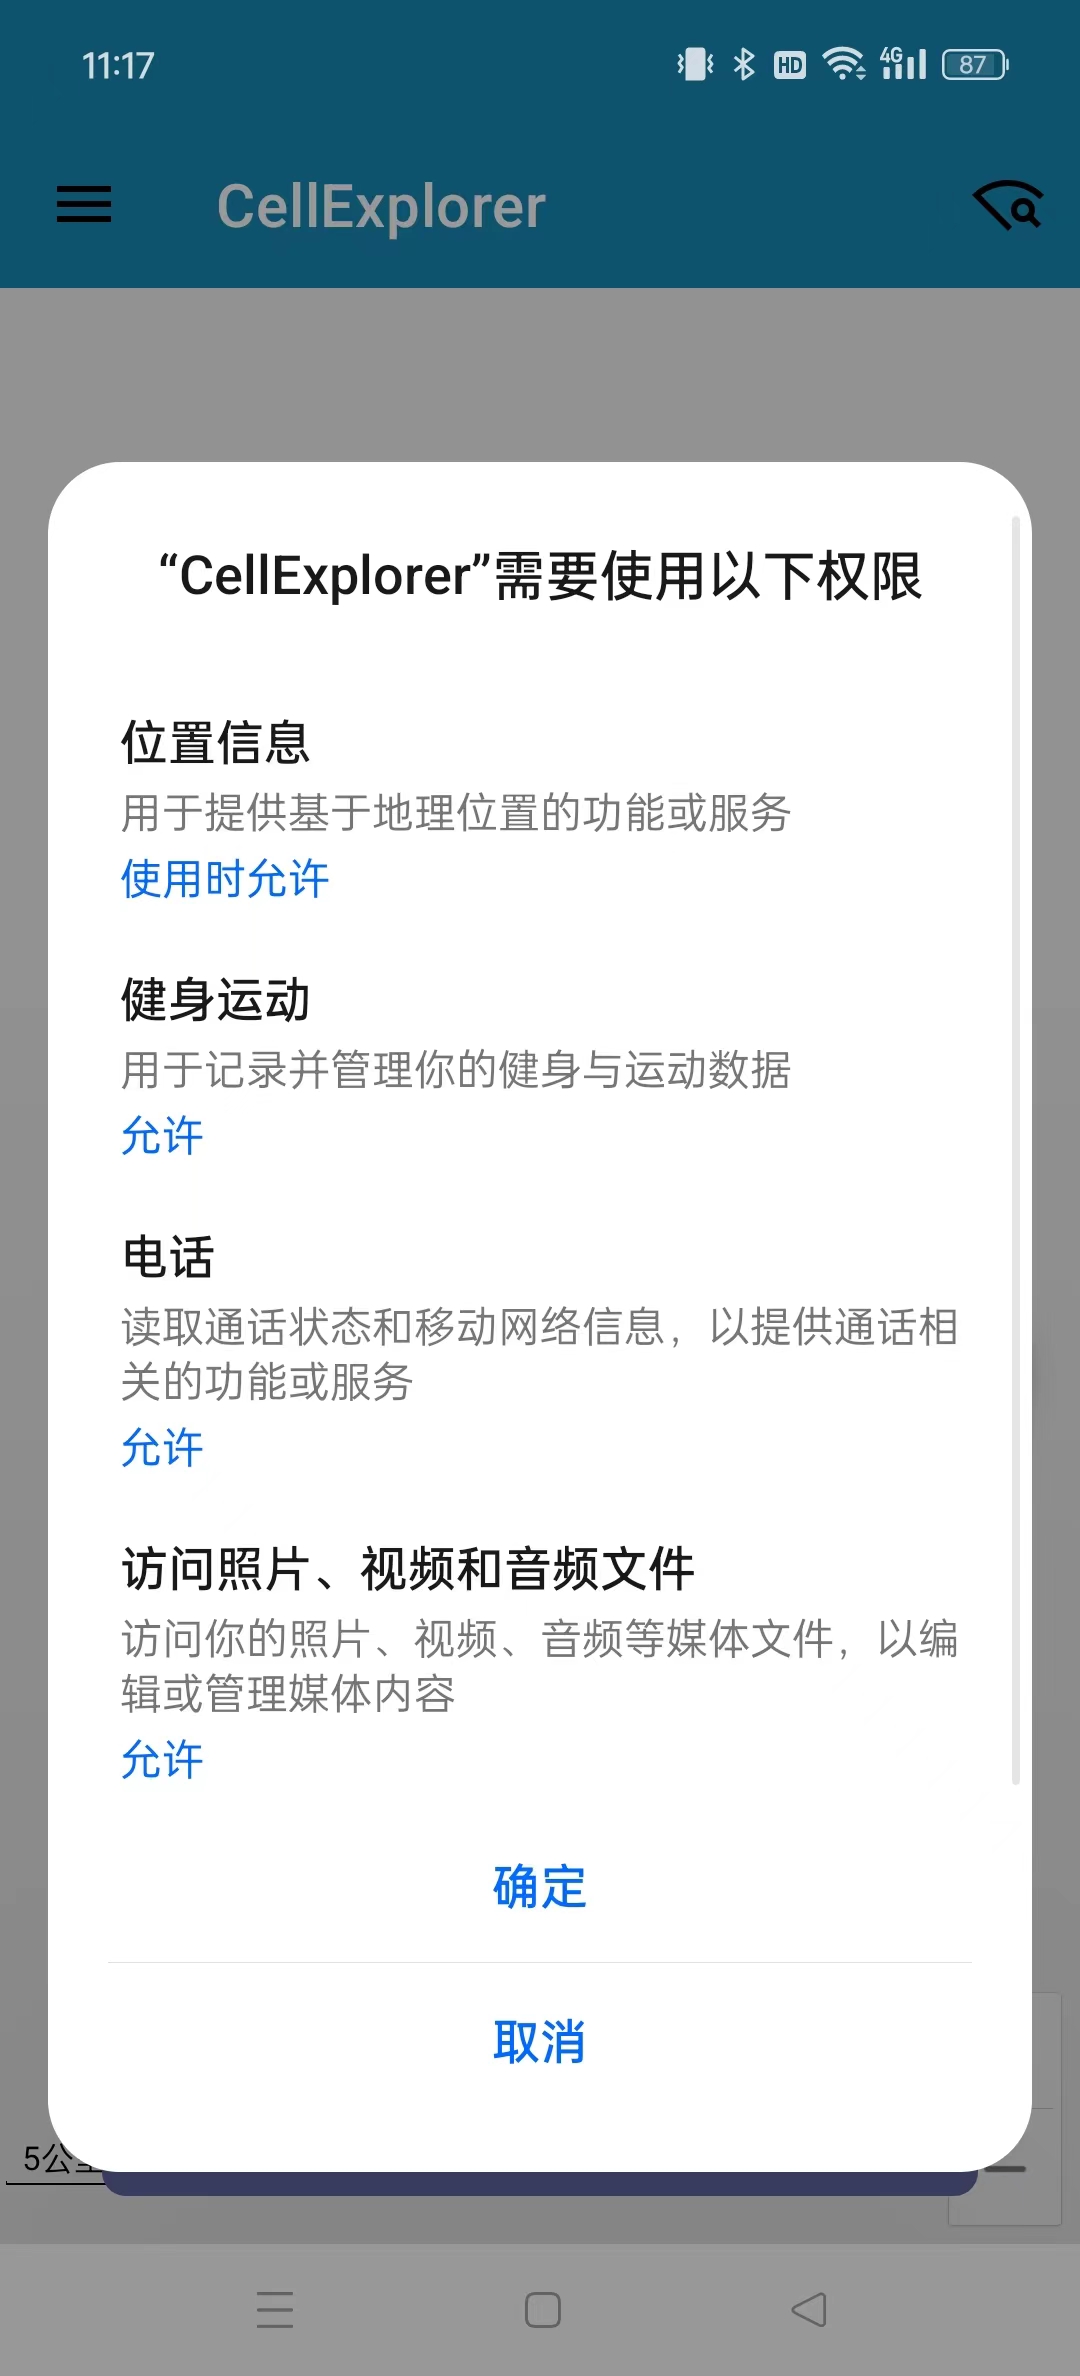 11:17
HD
4G
87
CellExplorer
“CellExplorer”需要使用以下权限
位置信息
用于提供基于地理位置的功能或服务
使用时允许
健身运动
用于记录并管理你的健身与运动数据
允许
电话
读取通话状态和移动网络信息，以提供通话相
关的功能或服务
允许
访问照片、视频和音频文件
访问你的照片、视频、音频等媒体文件，以编
辑或管理媒体内容
允许
确定
取消
5公里